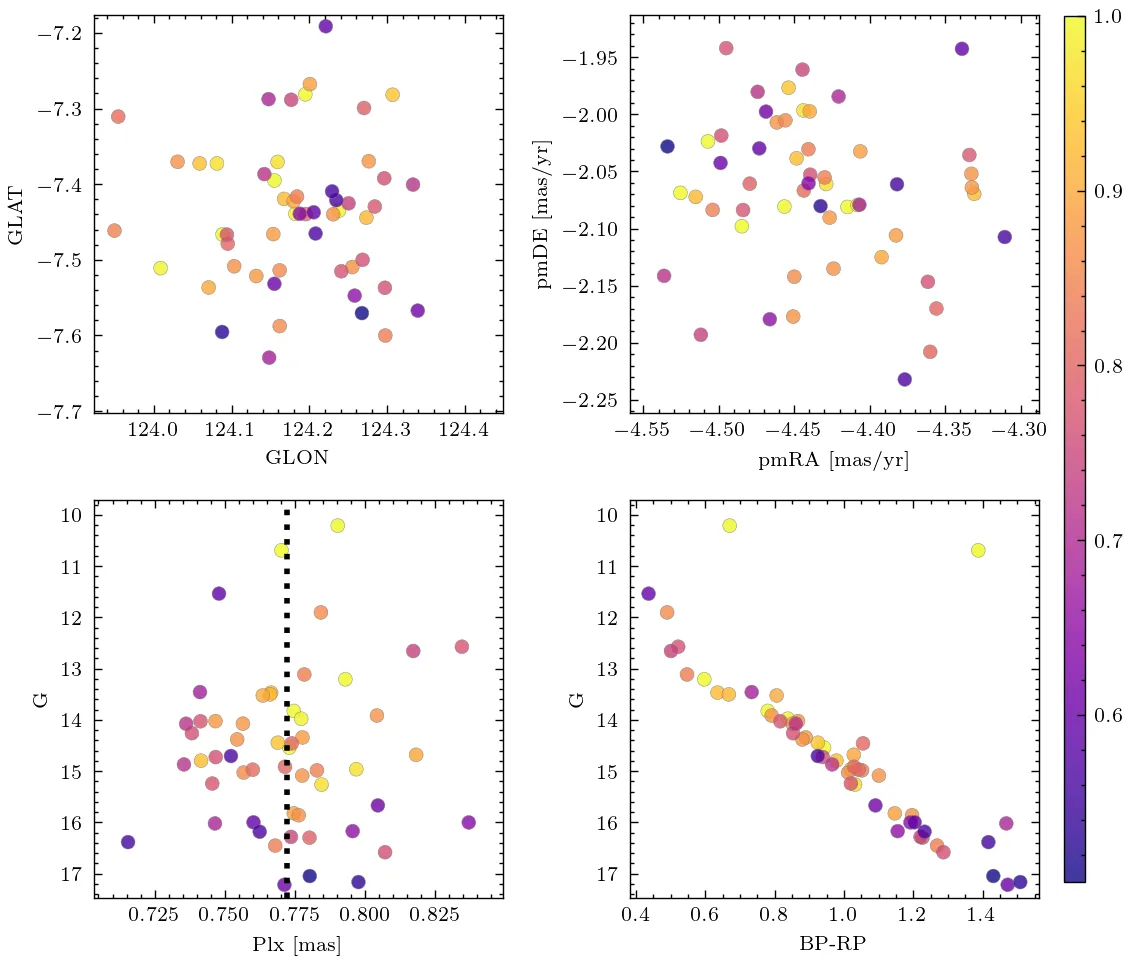 −7.2
−7.3
−7.4
−7.5
−7.6
−7.7
GLAT
124.0 124.1 124.2 124.3 124.4
GLON
−1.95
−2.00
−2.05
−2.10
−2.15
−2.20
−2.25
pmDE [mas/yr]
−4.55 −4.50 −4.45 −4.40 −4.35 −4.30
pmRA [mas/yr]
10
11
12
13
14
15
16
17
G
0.725 0.750 0.775 0.800 0.825
Plx [mas]
10
11
12
13
14
15
16
17
G
0.4 0.6 0.8 1.0 1.2 1.4
BP-RP
1.0
0.9
0.8
0.7
0.6